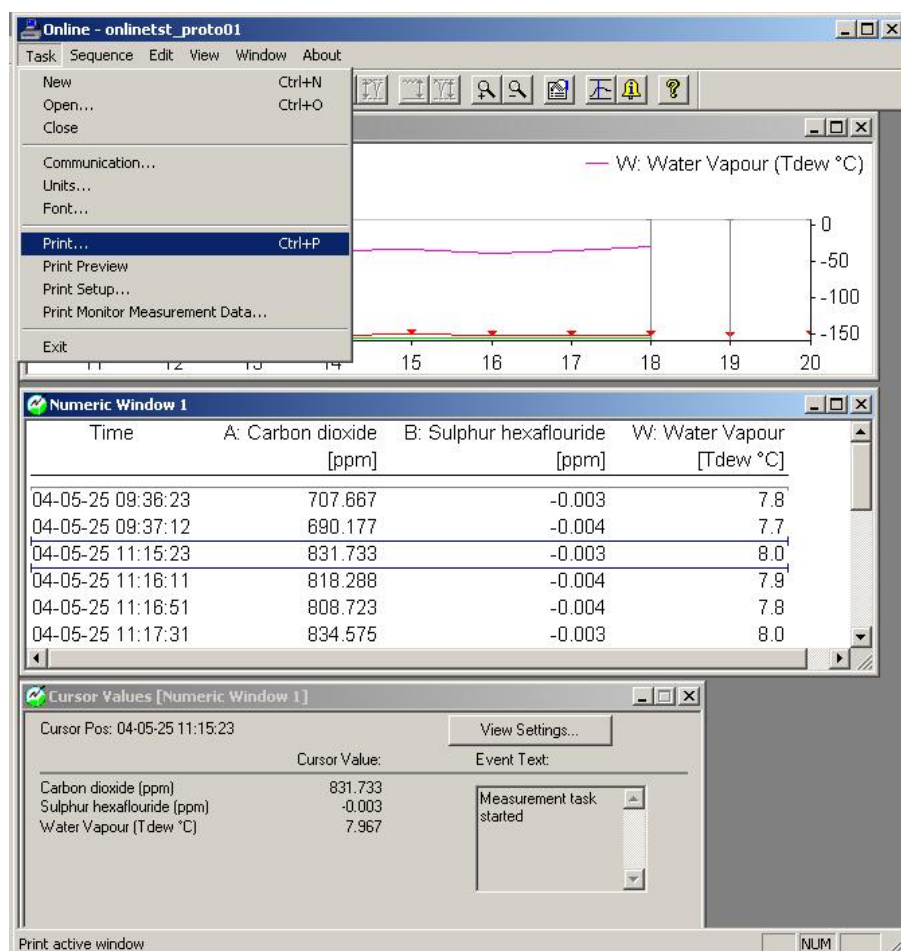 Online - onlinetst_proto01
Task Sequence Edit View Window About
New Ctrl+N
Open... Ctrl+O
Close
Communication...
Units...
Font...
Print... Ctrl+P
Print Preview
Print Setup...
Print Monitor Measurement Data...
Exit
W: Water Vapour (Tdew °C)
0
-50
-100
-150
11 12 13 14 15 16 17 18 19 20
Numeric Window 1
Time A: Carbon dioxide B: Sulphur hexaflouride W: Water Vapour
[ppm] [ppm] [Tdew °C]
04-05-25 09:36:23 707.667 -0.003 7.8
04-05-25 09:37:12 690.177 -0.004 7.7
04-05-25 11:15:23 831.733 -0.003 8.0
04-05-25 11:16:11 818.288 -0.004 7.9
04-05-25 11:16:51 808.723 -0.004 7.8
04-05-25 11:17:31 834.575 -0.003 8.0
Cursor Values [Numeric Window 1]
Cursor Pos: 04-05-25 11:15:23 View Settings...
Cursor Value: Event Text:
Carbon dioxide (ppm) 831.733 Measurement task
Sulphur hexaflouride (ppm) -0.003 started
Water Vapour (Tdew °C) 7.967
Print active window NUM